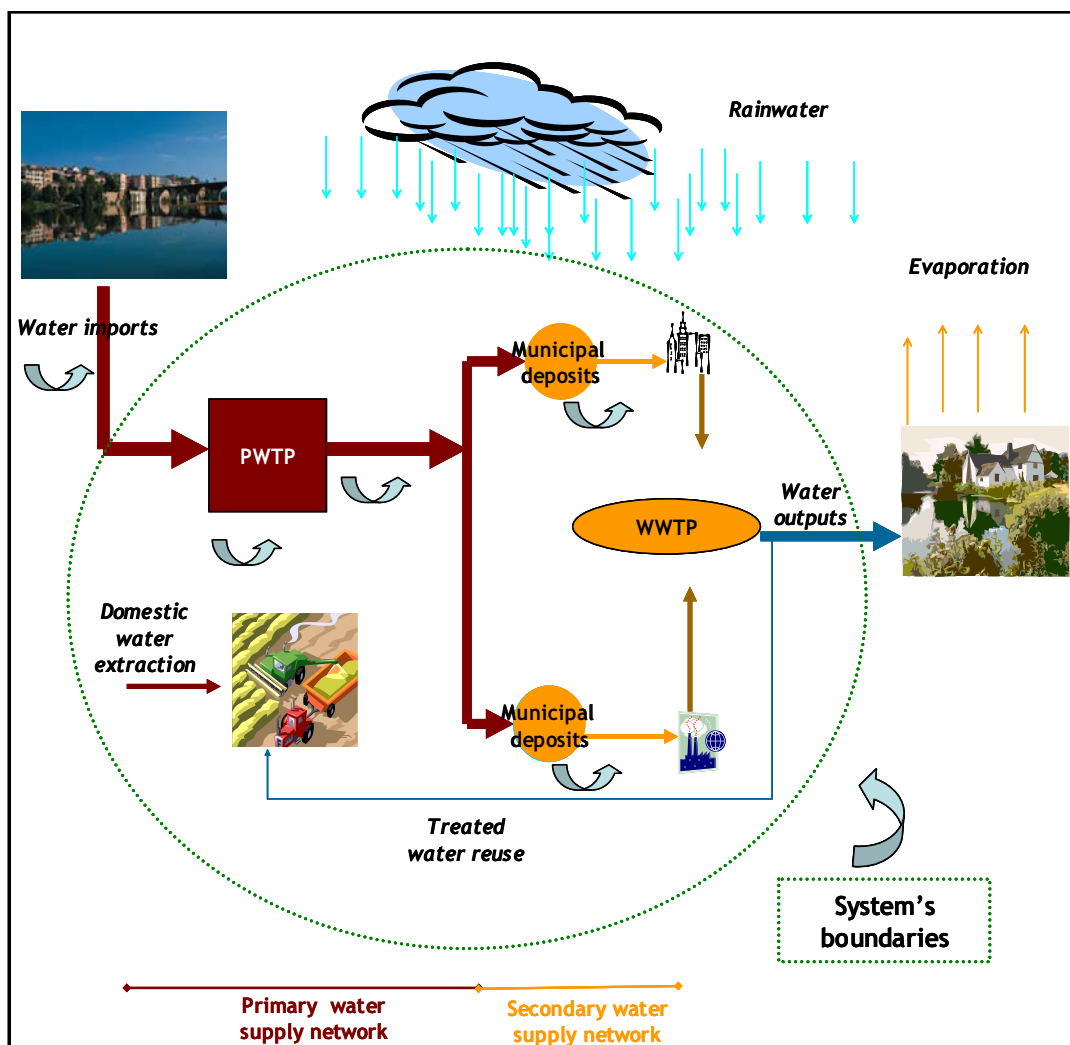 Rainwater
Evaporation
Water imports
Municipal
deposits
PWTP
Water
outputs
WWTP
Domestic
water
extraction
Municipal
deposits
Treated
water reuse
System’s
boundaries
Primary water
supply network
Secondary water
supply network